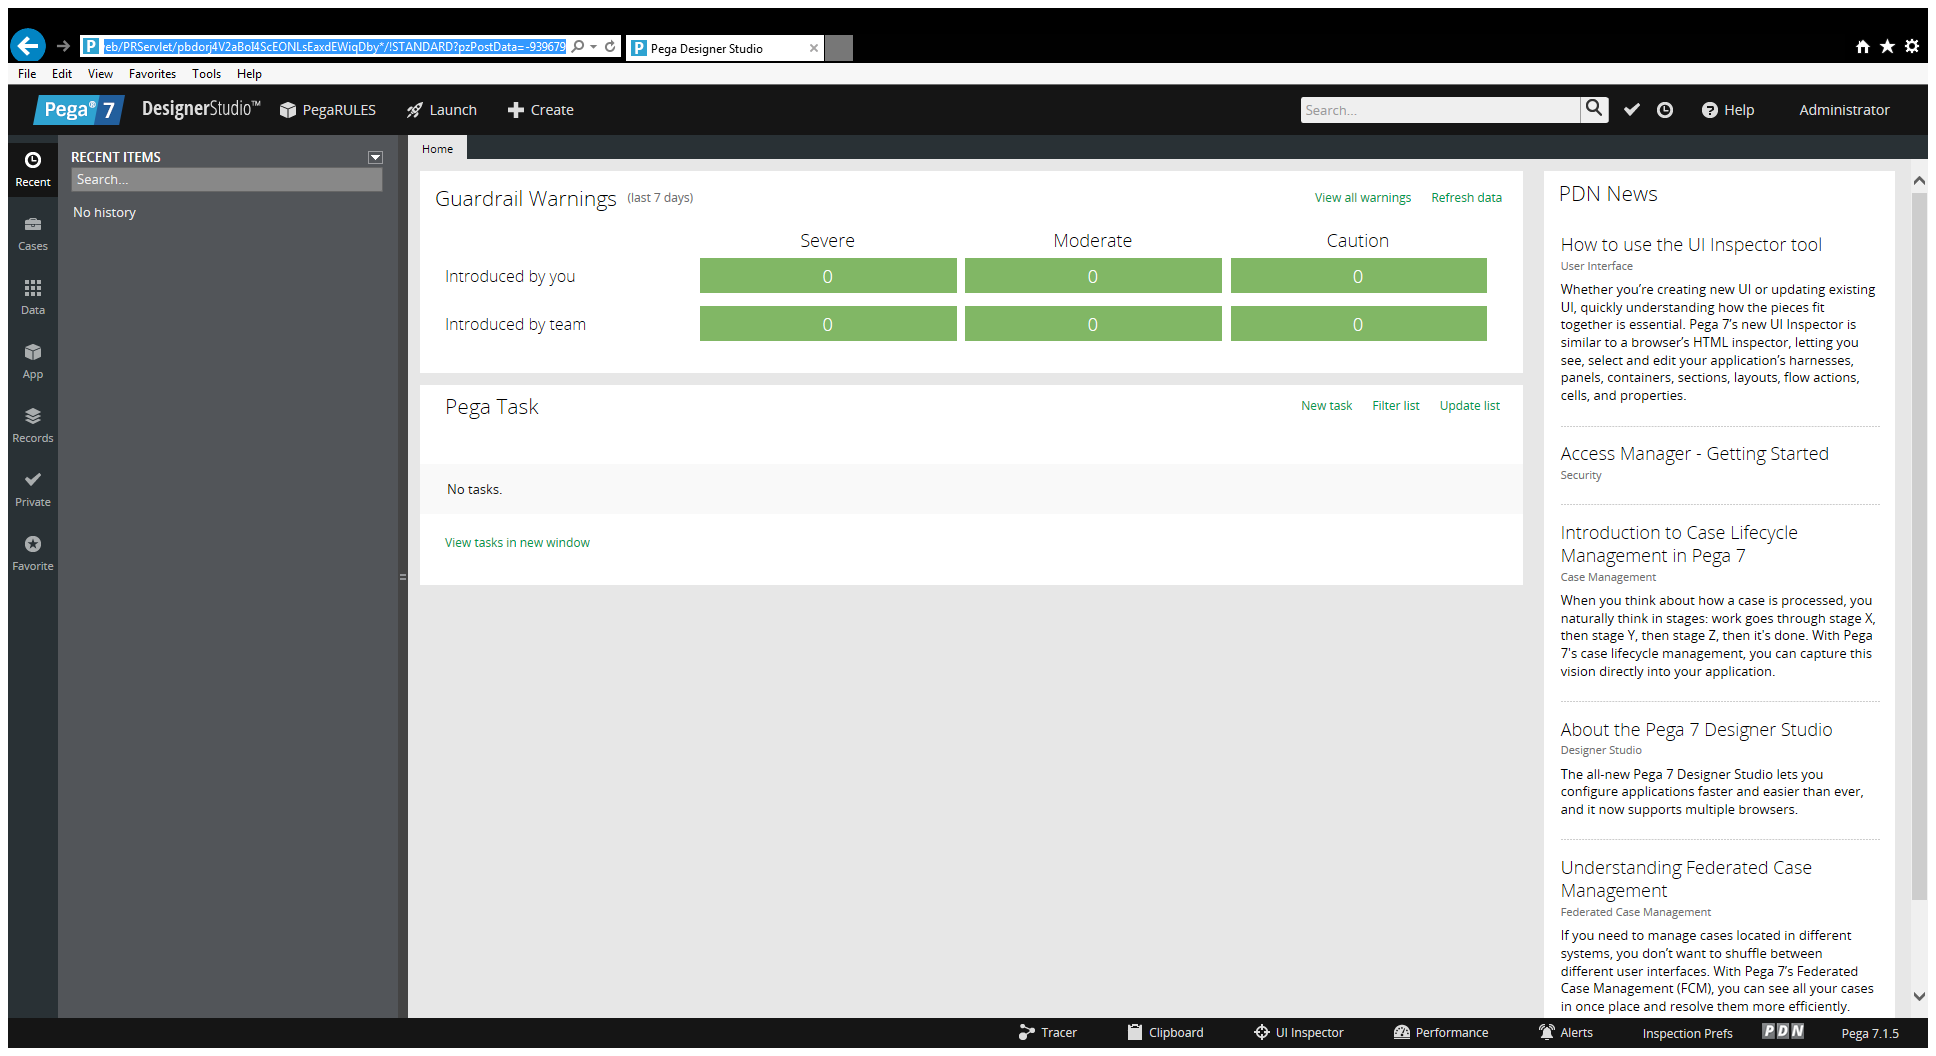 P reb/PRServlet/pbdorj4V2aBoI4ScEONLsEaxdEWiqDby*/!STANDARD?pzPostData=-939679
P Pega Designer Studio
File Edit View Favorites Tools Help
Pega® 7 DesignerStudio™ PegaRULES Launch Create Search... Help Administrator
Recent
Cases
Data
App
Records
Private
Favorite
RECENT ITEMS
Search...
No history
Home
Guardrail Warnings (last 7 days) View all warnings Refresh data
Severe Moderate Caution
Introduced by you 0 0 0
Introduced by team 0 0 0
Pega Task New task Filter list Update list
No tasks.
View tasks in new window
PDN News
How to use the UI Inspector tool
User Interface
Whether you’re creating new UI or updating existing
UI, quickly understanding how the pieces fit
together is essential. Pega 7’s new UI Inspector is
similar to a browser’s HTML inspector, letting you
see, select and edit your application’s harnesses,
panels, containers, sections, layouts, flow actions,
cells, and properties.
Access Manager - Getting Started
Security
Introduction to Case Lifecycle
Management in Pega 7
Case Management
When you think about how a case is processed, you
naturally think in stages: work goes through stage X,
then stage Y, then stage Z, then it's done. With Pega
7's case lifecycle management, you can capture this
vision directly into your application.
About the Pega 7 Designer Studio
Designer Studio
The all-new Pega 7 Designer Studio lets you
configure applications faster and easier than ever,
and it now supports multiple browsers.
Understanding Federated Case
Management
Federated Case Management
If you need to manage cases located in different
systems, you don’t want to shuffle between
different user interfaces. With Pega 7’s Federated
Case Management (FCM), you can see all your cases
in once place and resolve them more efficiently.
Tracer Clipboard UI Inspector Performance Alerts Inspection Prefs PDN Pega 7.1.5